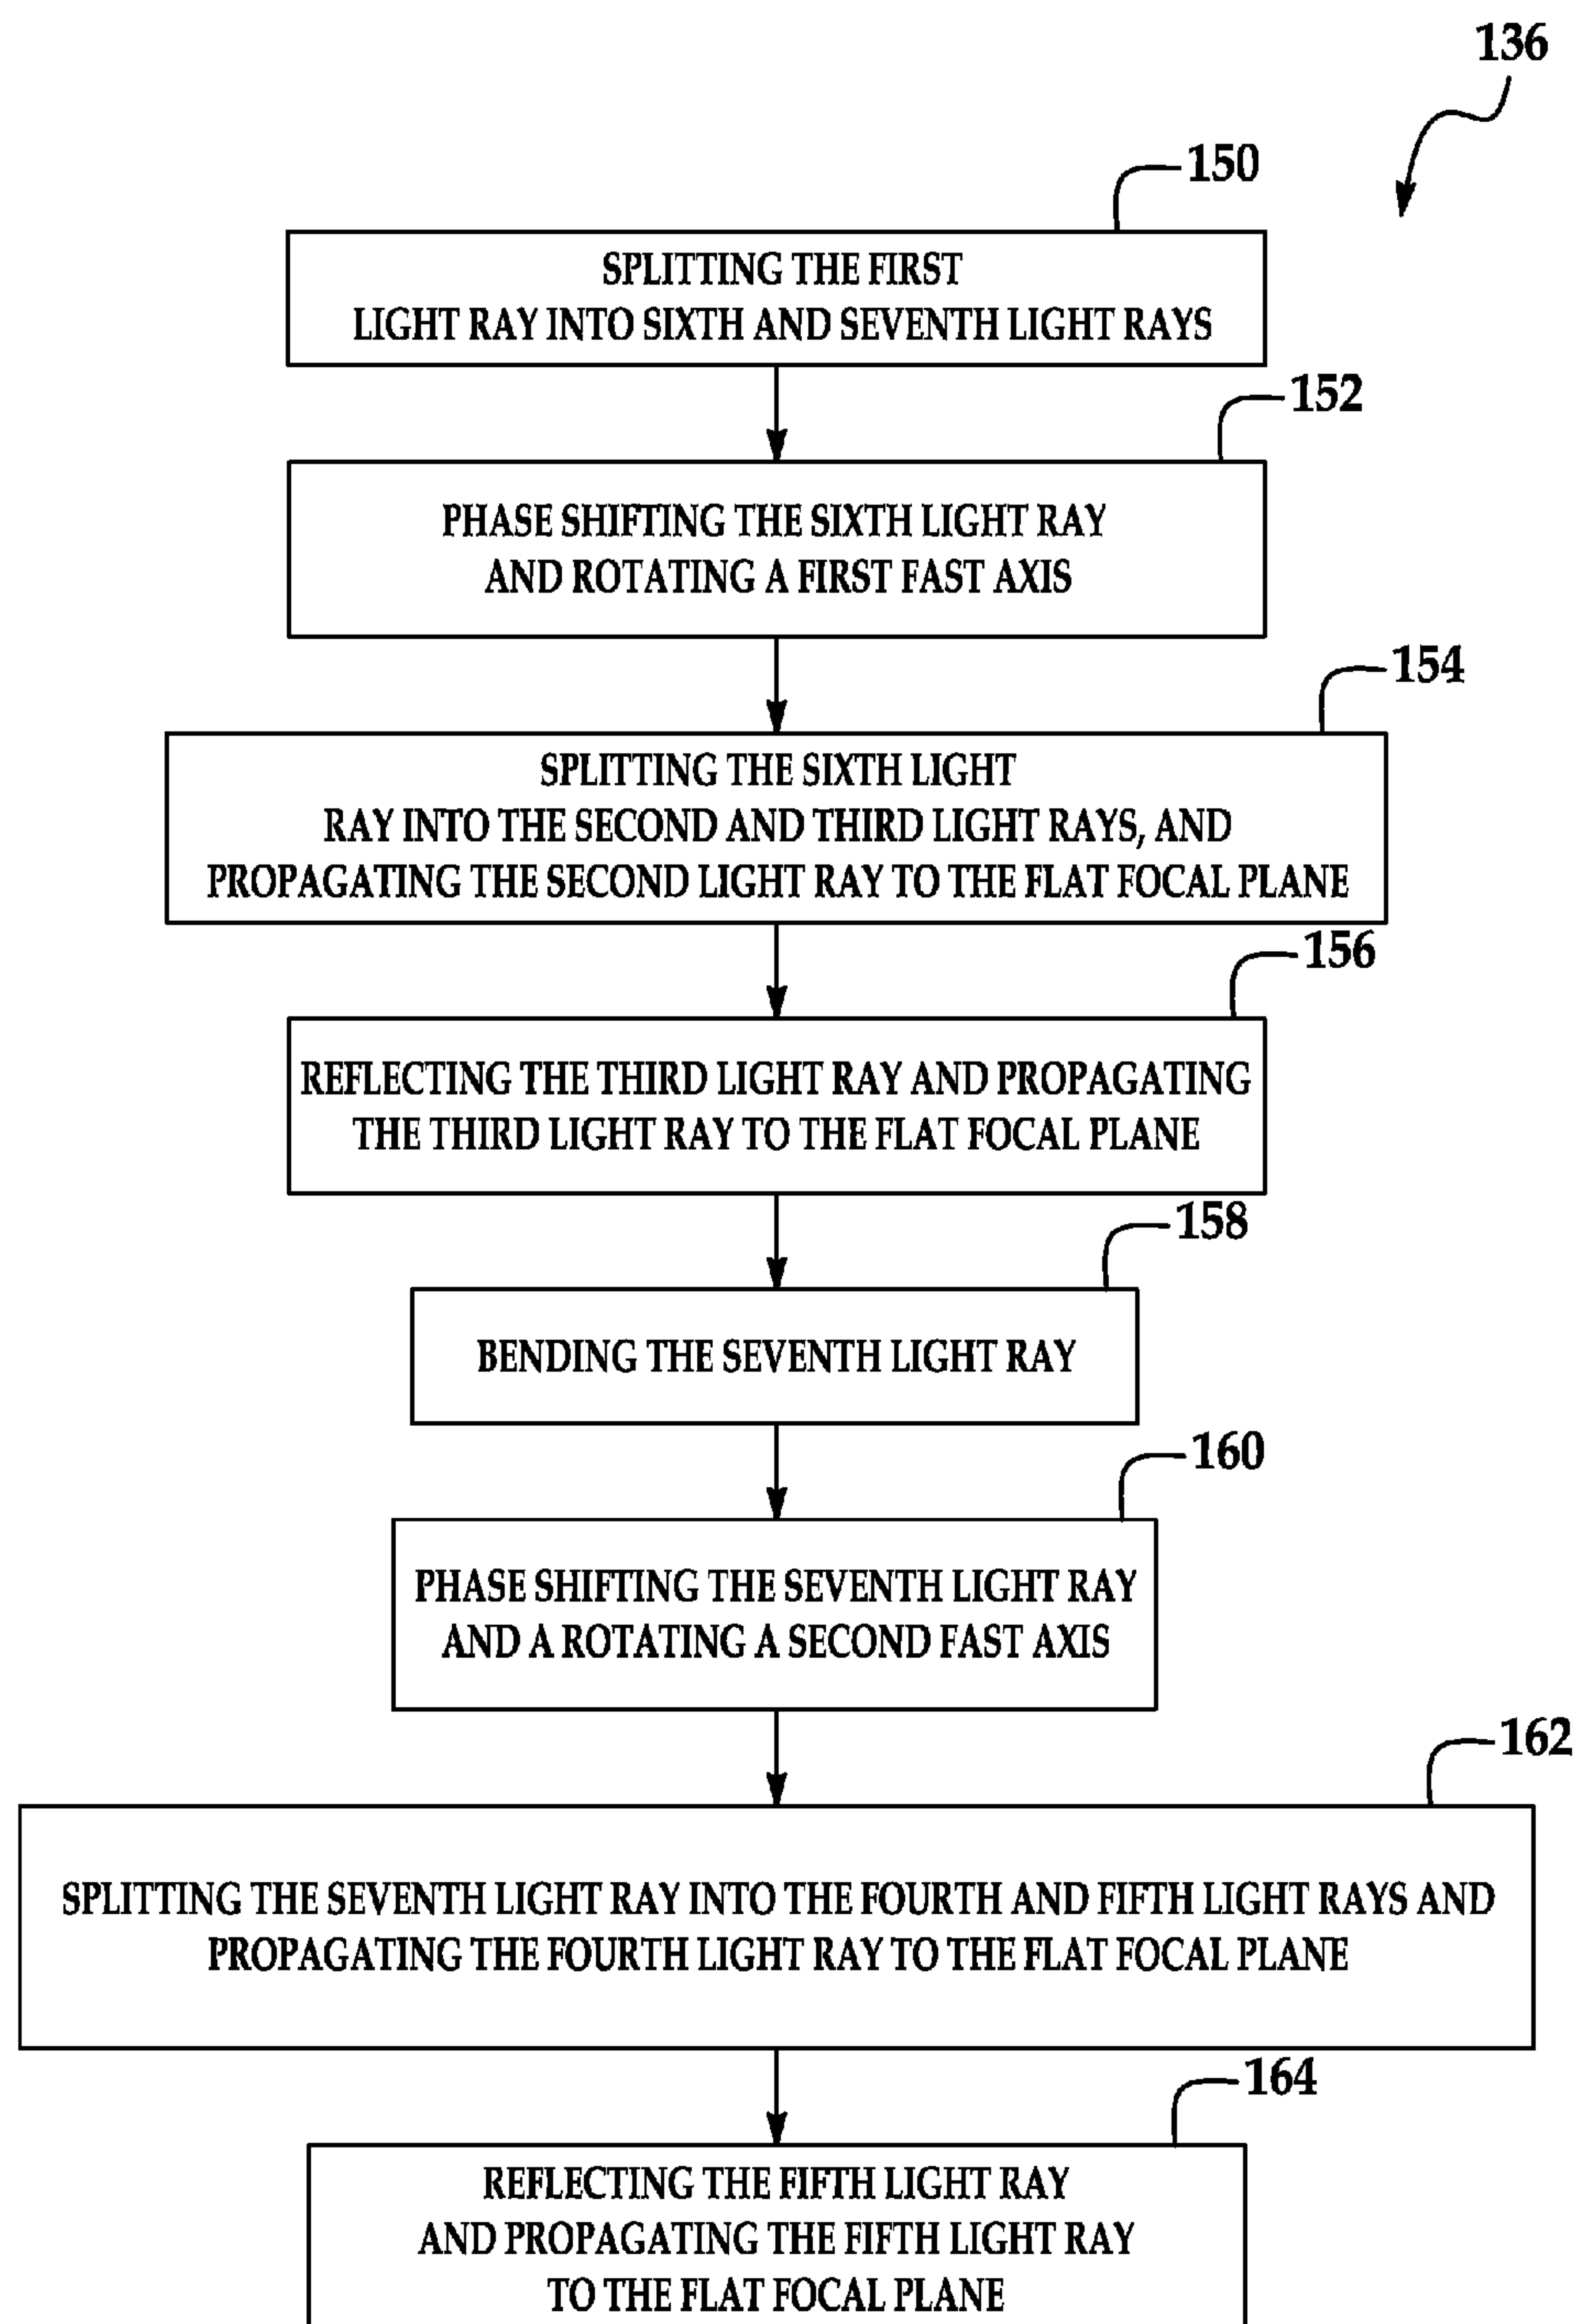 136
150
SPLITTING THE FIRST
LIGHT RAY INTO SIXTH AND SEVENTH LIGHT RAYS
152
PHASE SHIFTING THE SIXTH LIGHT RAY
AND ROTATING A FIRST FAST AXIS
154
SPLITTING THE SIXTH LIGHT
RAY INTO THE SECOND AND THIRD LIGHT RAYS, AND
PROPAGATING THE SECOND LIGHT RAY TO THE FLAT FOCAL PLANE
156
REFLECTING THE THIRD LIGHT RAY AND PROPAGATING
THE THIRD LIGHT RAY TO THE FLAT FOCAL PLANE
158
BENDING THE SEVENTH LIGHT RAY
160
PHASE SHIFTING THE SEVENTH LIGHT RAY
AND A ROTATING A SECOND FAST AXIS
162
SPLITTING THE SEVENTH LIGHT RAY INTO THE FOURTH AND FIFTH LIGHT RAYS AND
PROPAGATING THE FOURTH LIGHT RAY TO THE FLAT FOCAL PLANE
164
REFLECTING THE FIFTH LIGHT RAY
AND PROPAGATING THE FIFTH LIGHT RAY
TO THE FLAT FOCAL PLANE